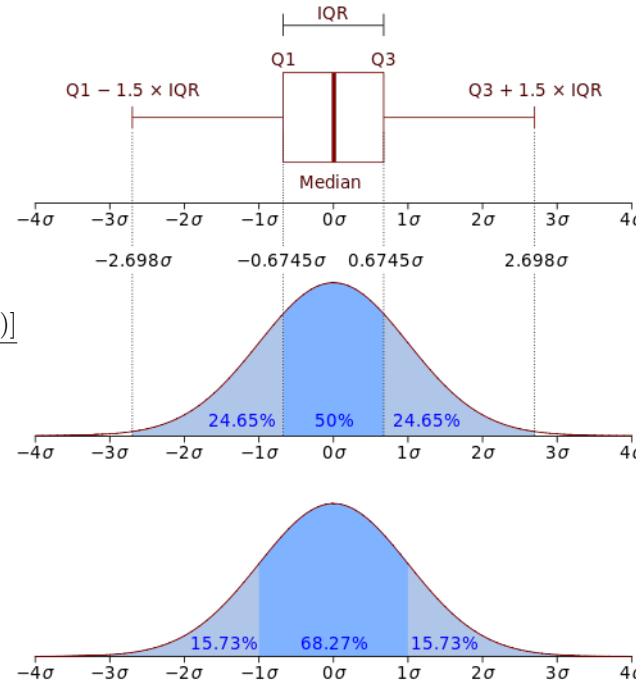 IQR
Q1 Q3
Q1 − 1.5 × IQR Q3 + 1.5 × IQR
Median
−4σ −3σ −2σ −1σ 0σ 1σ 2σ 3σ 4σ
−2.698σ −0.6745σ 0.6745σ 2.698σ
)]
24.65% 50% 24.65%
−4σ −3σ −2σ −1σ 0σ 1σ 2σ 3σ 4σ
15.73% 68.27% 15.73%
−4σ −3σ −2σ −1σ 0σ 1σ 2σ 3σ 4σ